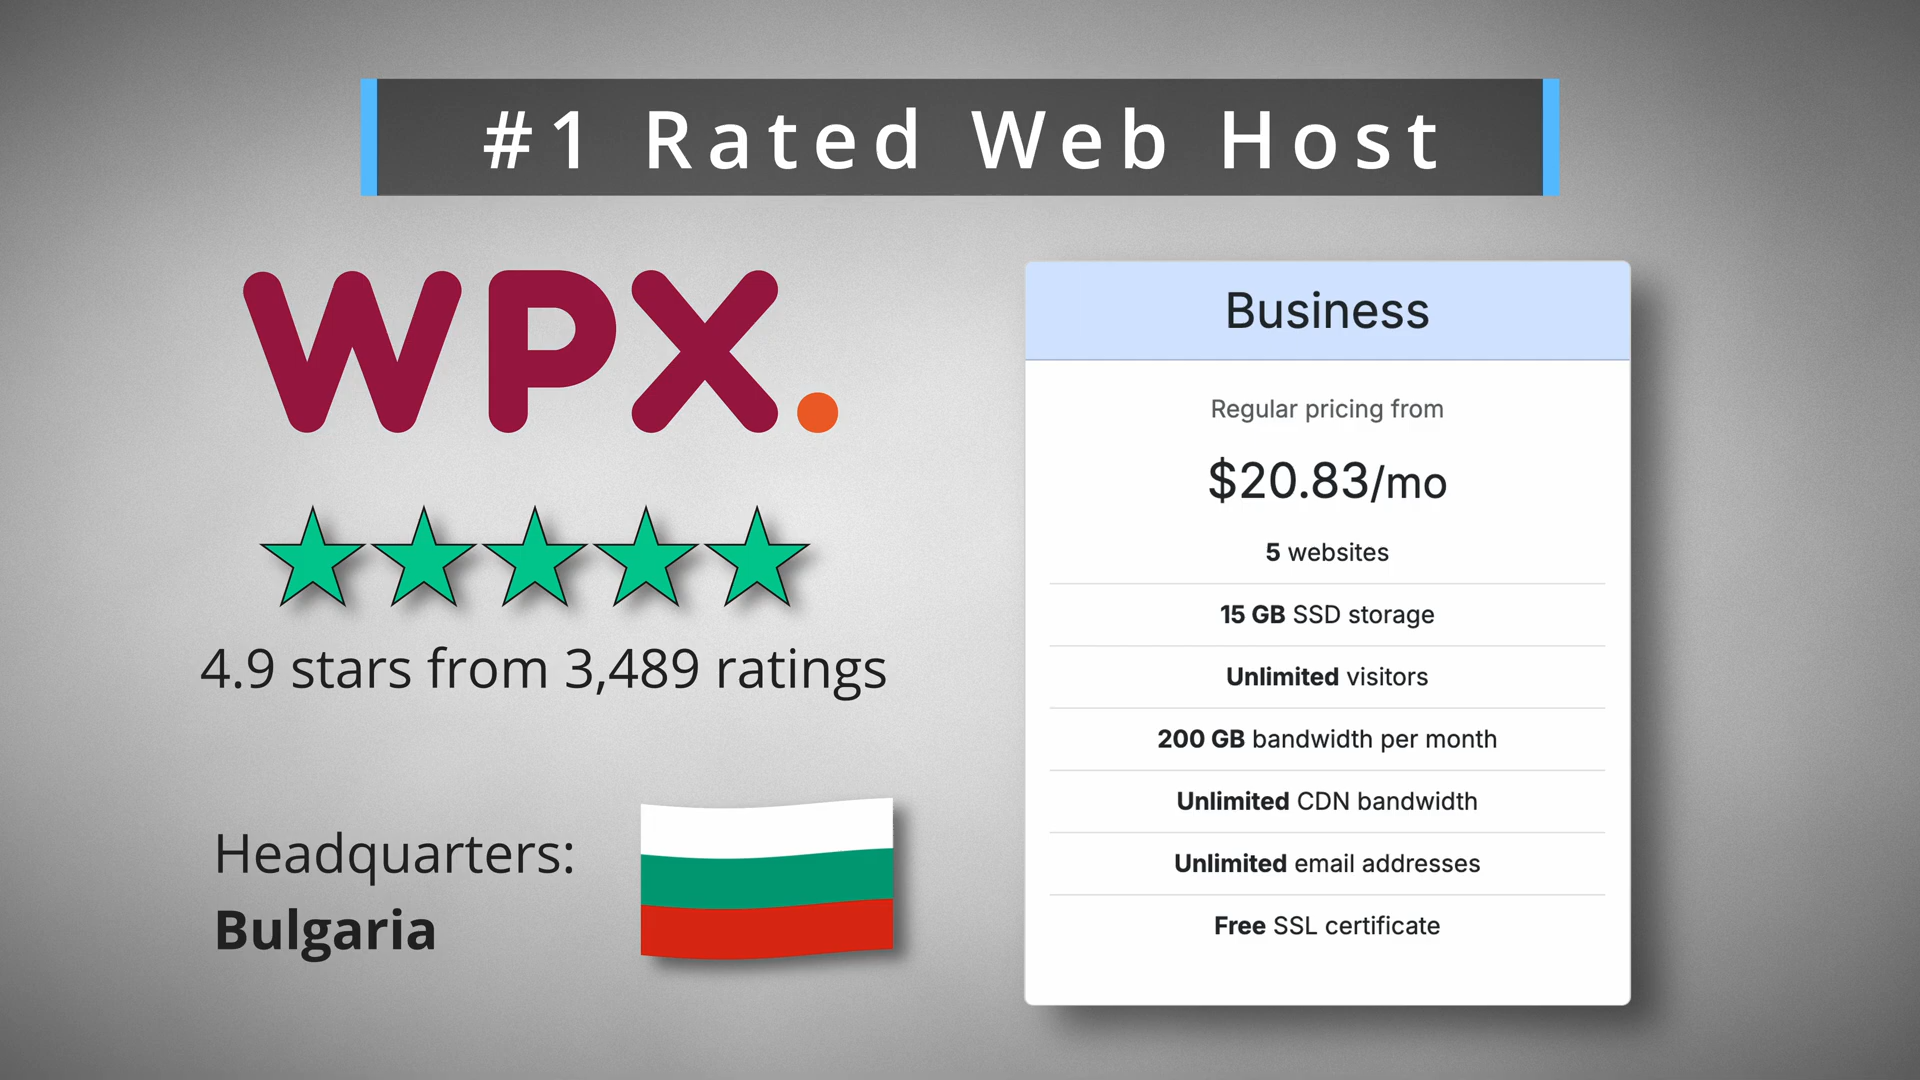 #1 Rated Web Host
WPX.
4.9 stars from 3,489 ratings
Headquarters:
Bulgaria
Business
Regular pricing from
$20.83/mo
5 websites
15 GB SSD storage
Unlimited visitors
200 GB bandwidth per month
Unlimited CDN bandwidth
Unlimited email addresses
Free SSL certificate